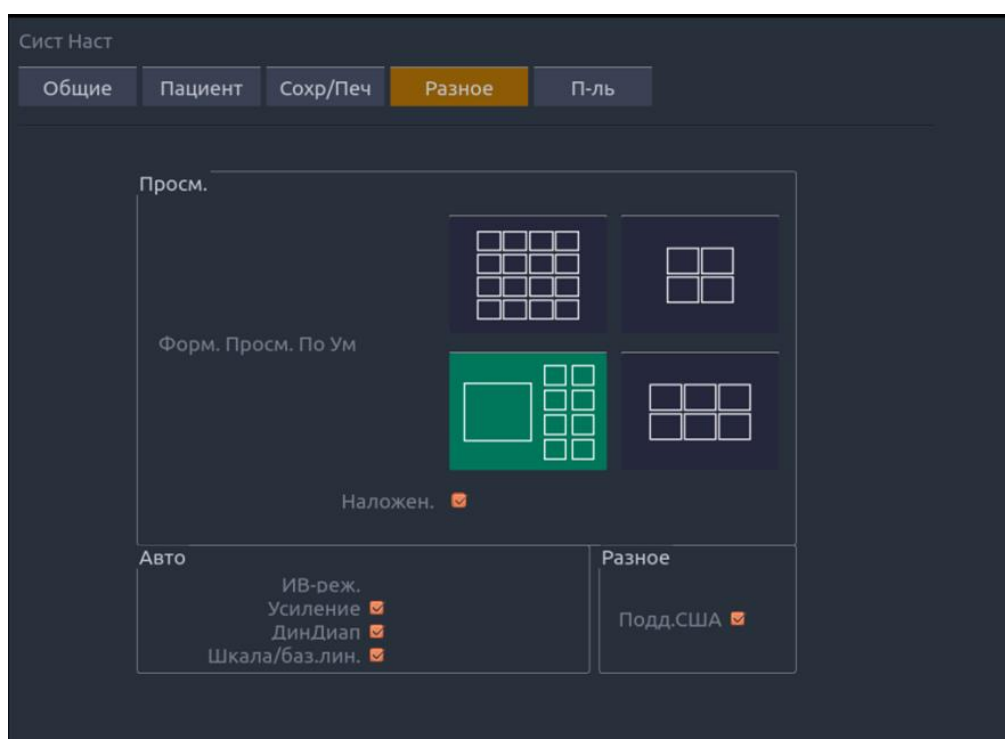 Сист Наст
Общие Пациент Сохр/Печ Разное П-ль
Просм.
Форм. Просм. По Ум
Наложен.
Авто
ИВ-реж.
Усиление
ДинДиап
Шкала/баз.лин.
Разное
Подд.США